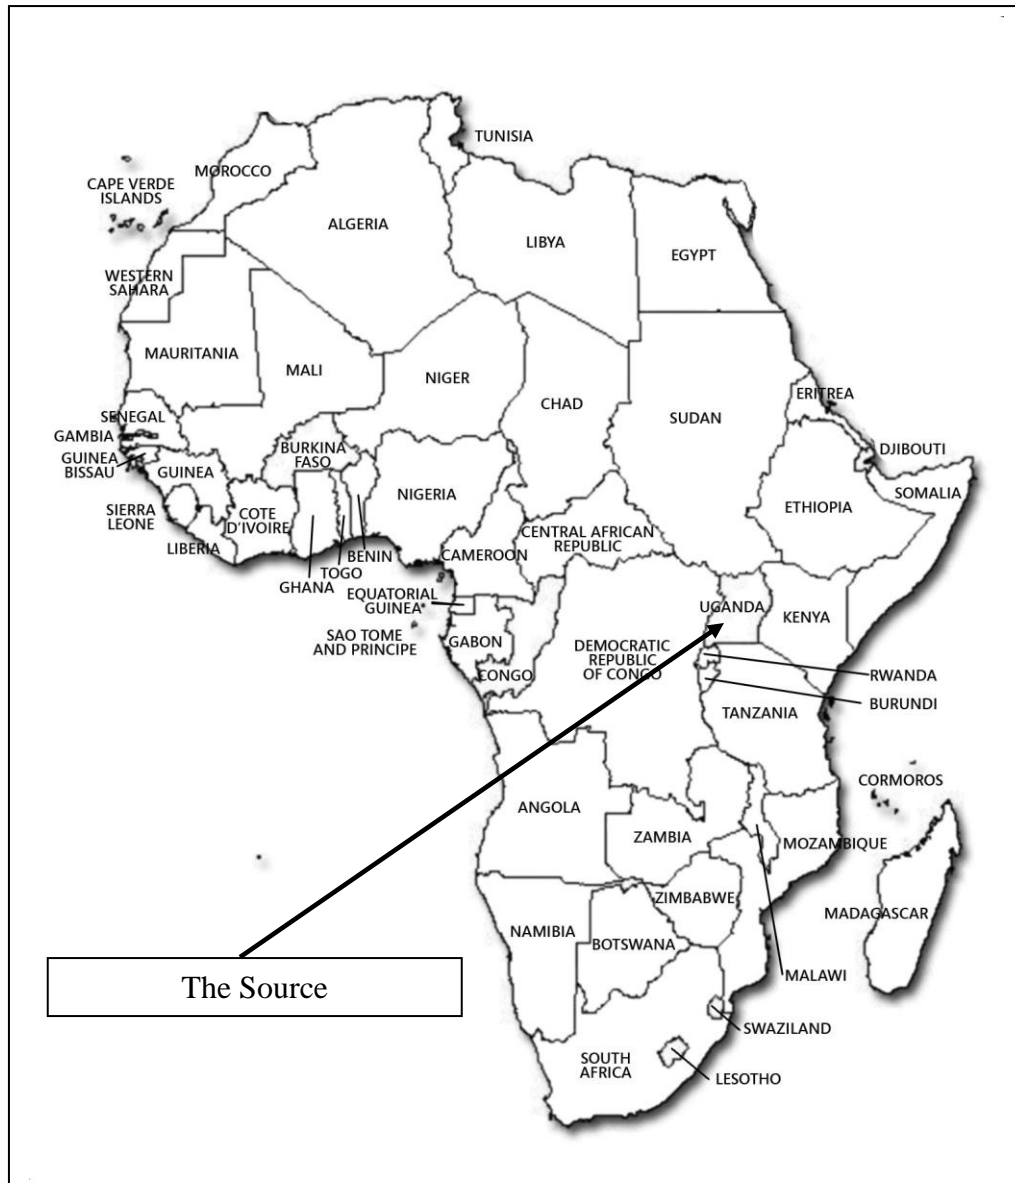 TUNISIA
MOROCCO
CAPE VERDE
ISLANDS
ALGERIA
LIBYA
EGYPT
WESTERN
SAHARA
MAURITANIA
MALI
NIGER
CHAD
SUDAN
ERITREA
SENEGAL
GAMBIA
GUINEA
BISSAU
GUINEA
BURKINA
FASO
DJIBOUTI
NIGERIA
SOMALIA
ETHIOPIA
SIERRA
LEONE
COTE
D'IVOIRE
LIBERIA
BENIN
TOGO
GHANA
CAMEROON
CENTRAL AFRICAN
REPUBLIC
EQUATORIAL
GUINEA
UGANDA
KENYA
SAO TOME
AND PRINCIPE
GABON
CONGO
DEMOCRATIC
REPUBLIC
OF CONGO
RWANDA
BURUNDI
TANZANIA
CORMOROS
ANGOLA
ZAMBIA
MOZAMBIQUE
ZIMBABWE
MADAGASCAR
NAMIBIA
BOTSWANA
MALAWI
The Source
SWAZILAND
SOUTH
AFRICA
LESOTHO